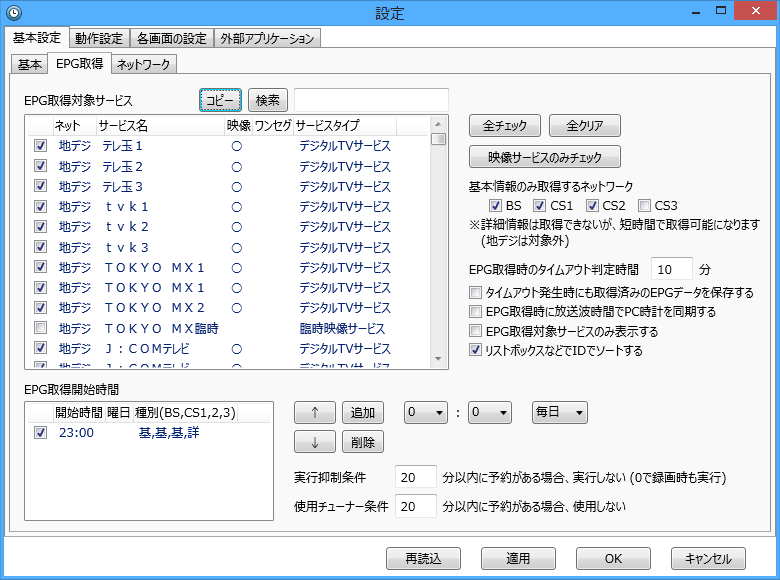 設定
基本設定 動作設定 各画面の設定 外部アプリケーション
基本 EPG取得 ネットワーク
EPG取得対象サービス コピー 検索
ネット サービス名 映像 ワンセグ サービスタイプ
地デジ テレ玉１ ○ デジタルTVサービス
地デジ テレ玉２ ○ デジタルTVサービス
地デジ テレ玉３ ○ デジタルTVサービス
地デジ ｔｖｋ１ ○ デジタルTVサービス
地デジ ｔｖｋ２ ○ デジタルTVサービス
地デジ ｔｖｋ３ ○ デジタルTVサービス
地デジ ＴＯＫＹＯ　ＭＸ１ ○ デジタルTVサービス
地デジ ＴＯＫＹＯ　ＭＸ１ ○ デジタルTVサービス
地デジ ＴＯＫＹＯ　ＭＸ２ ○ デジタルTVサービス
地デジ ＴＯＫＹＯ　ＭＸ臨時 臨時映像サービス
地デジ Ｊ：ＣＯＭテレビ ○ デジタルTVサービス
地デジ Ｊ：ＣＯＭテレビ ○ デジタルTVサービス
全チェック 全クリア
映像サービスのみチェック
基本情報のみ取得するネットワーク
BS CS1 CS2 CS3
※詳細情報は取得できないが、短時間で取得可能になります
(地デジは対象外)
EPG取得時のタイムアウト判定時間 10 分
タイムアウト発生時にも取得済みのEPGデータを保存する
EPG取得時に放送波時間でPC時計を同期する
EPG取得対象サービスのみ表示する
リストボックスなどでIDでソートする
EPG取得開始時間
開始時間 曜日 種別(BS,CS1,2,3)
23:00 基,基,基,詳
↑ 追加 0 : 0 毎日
↓ 削除
実行抑制条件 20 分以内に予約がある場合、実行しない (0で録画時も実行)
使用チューナー条件 20 分以内に予約がある場合、使用しない
再読込 適用 OK キャンセル